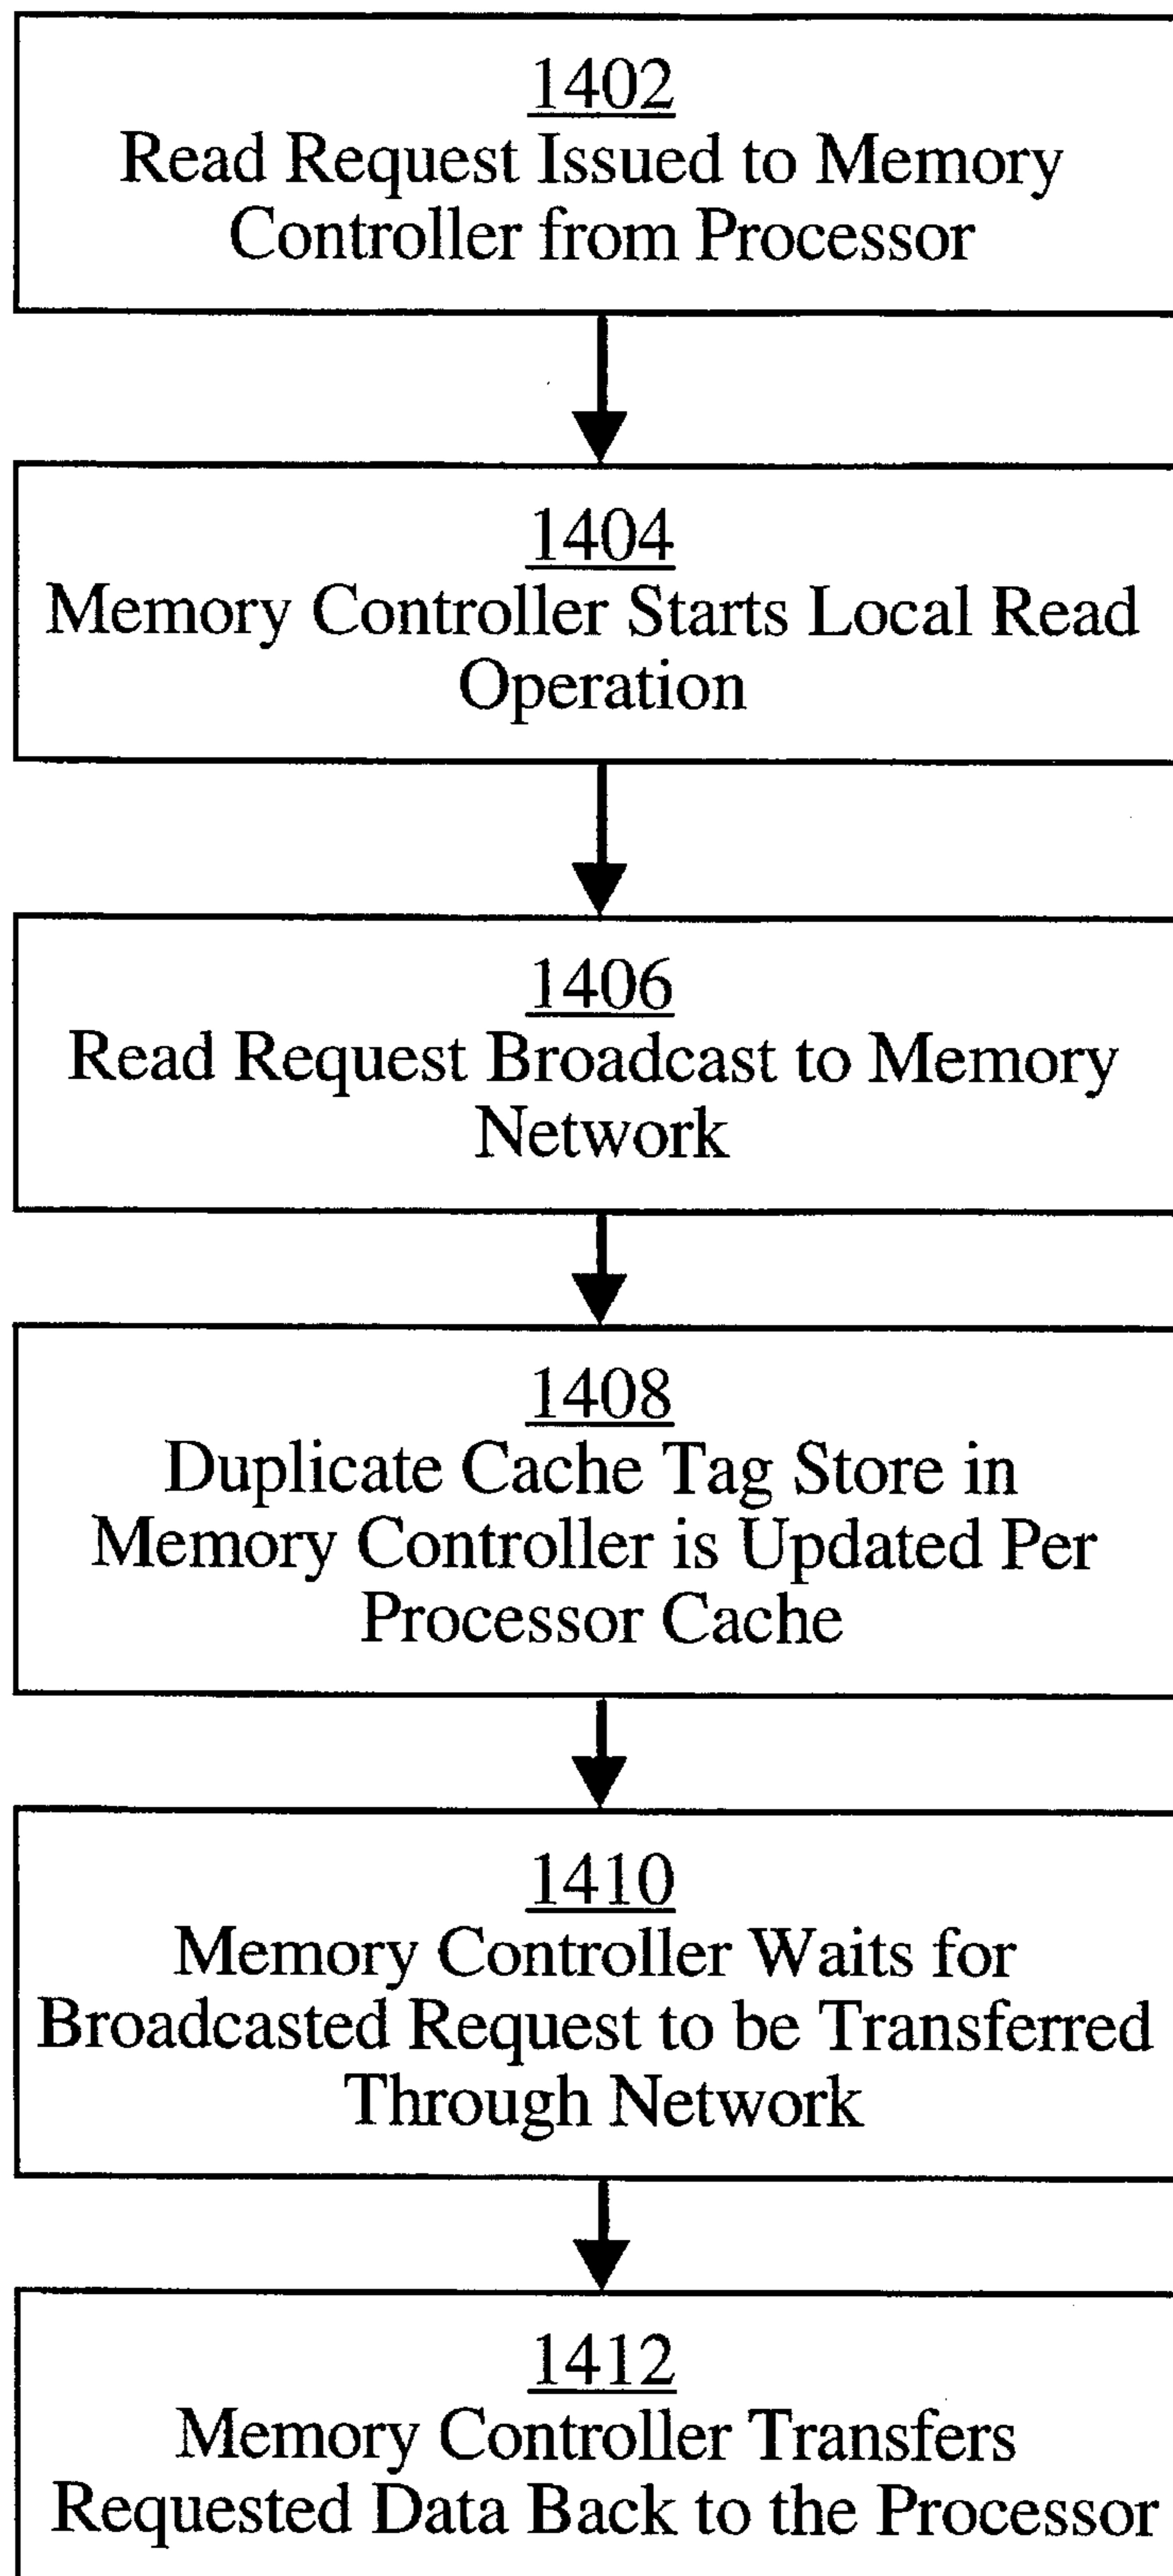 1402
Read Request Issued to Memory
Controller from Processor
1404
Memory Controller Starts Local Read
Operation
1406
Read Request Broadcast to Memory
Network
1408
Duplicate Cache Tag Store in
Memory Controller is Updated Per
Processor Cache
1410
Memory Controller Waits for
Broadcasted Request to be Transferred
Through Network
1412
Memory Controller Transfers
Requested Data Back to the Processor